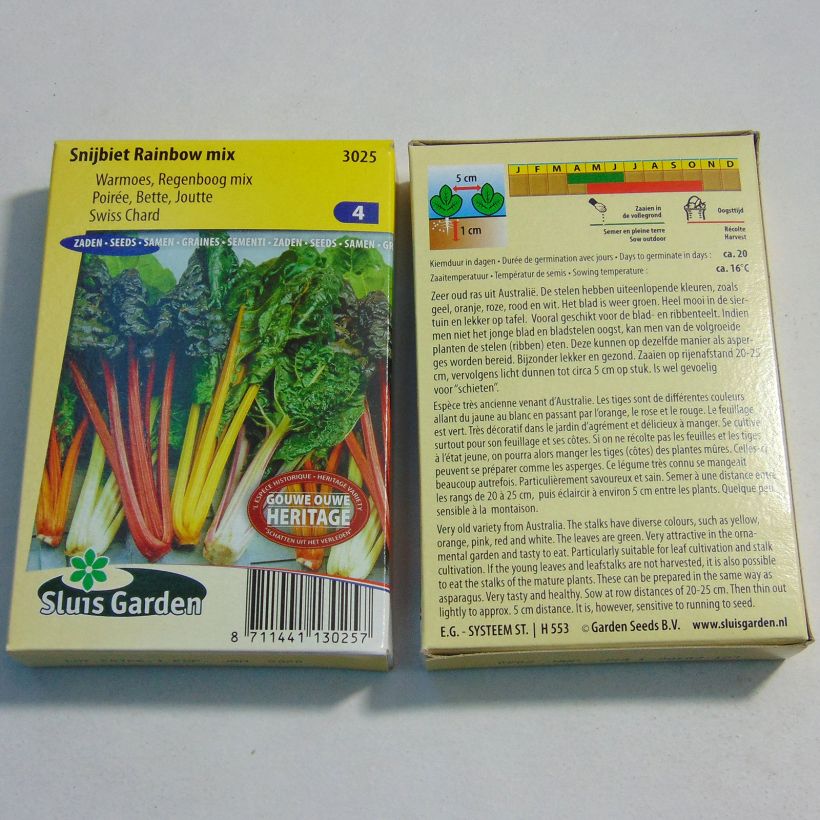 Snijbiet Rainbow mix 3025
Warmoes, Regenboog mix
Poirée, Bette, Joutte
Swiss Chard
4
ZADEN • SEEDS • SAMEN • GRAINES • SEMENTI • ZADEN • SEEDS • SAMEN • GR
L'ESPECE HISTORIQUE • HERITAGE VARIETY
GOUWE OUWE
HERITAGE
"SCHATTEN UIT HET VERLEDEN"
Sluis Garden
8 711441 130257
5 cm
1 cm
J F M A M J J A S O N D
Zaaien in
de vollegrond
Semer en pleine terre
Sow outdoor
Oogsttijd
Récolte
Harvest
Kiemduur in dagen • Durée de germination avec jours • Days to germinate in days : ca. 20
Zaaitemperatuur • Températur de semis • Sowing temperature : ca. 16°C
Zeer oud ras uit Australië. De stelen hebben uiteenlopende kleuren, zoals
geel, oranje, roze, rood en wit. Het blad is weer groen. Heel mooi in de sier-
tuin en lekker op tafel. Vooral geschikt voor de blad- en ribbenteelt. Indien
men niet het jonge blad en bladstelen oogst, kan men van de volgroeide
planten de stelen (ribben) eten. Deze kunnen op dezelfde manier als asper-
ges worden bereid. Bijzonder lekker en gezond. Zaaien op rijenafstand 20-25
cm, vervolgens licht dunnen tot circa 5 cm op stuk. Is wel gevoelig
voor "schieten".
Espèce très ancienne venant d'Australie. Les tiges sont de différentes couleurs
allant du jaune au blanc en passant par l'orange, le rose et le rouge. Le feuillage
est vert. Très décoratif dans le jardin d'agrément et délicieux à manger. Se cultive
surtout pour son feuillage et ses côtes. Si on ne récolte pas les feuilles et les tiges
à l'état jeune, on pourra alors manger les tiges (côtes) des plantes mûres. Celles-ci
peuvent se préparer comme les asperges. Ce légume très connu se mangeait
beaucoup autrefois. Particulièrement savoureux et sain. Semer à une distance entre
les rangs de 20 à 25 cm, puis éclaircir à environ 5 cm entre les plants. Quelque peu
sensible à la montaison.
Very old variety from Australia. The stalks have diverse colours, such as yellow,
orange, pink, red and white. The leaves are green. Very attractive in the orna-
mental garden and tasty to eat. Particularly suitable for leaf cultivation and stalk
cultivation. If the young leaves and leafstalks are not harvested, it is also possible
to eat the stalks of the mature plants. These can be prepared in the same way as
asparagus. Very tasty and healthy. Sow at row distances of 20-25 cm. Then thin out
lightly to approx. 5 cm distance. It is, however, sensitive to running to seed.
E.G. - SYSTEEM ST. | H 553 © Garden Seeds B.V. www.sluisgarden.nl